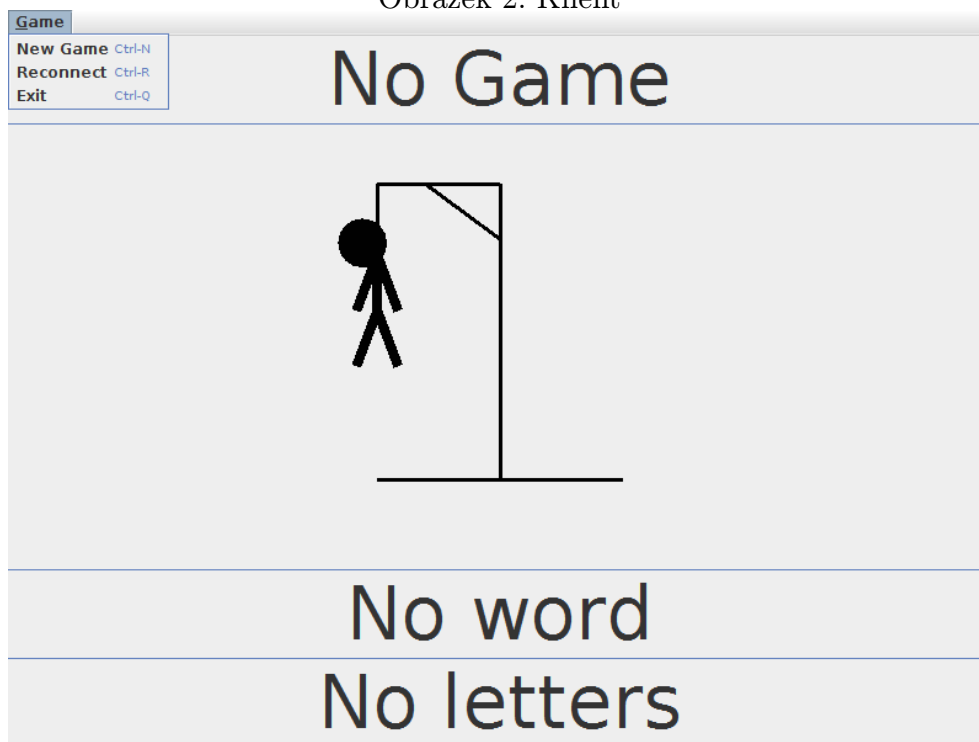 Obrázek 2: Klient
Game
New Game Ctrl-N
Reconnect Ctrl-R
Exit Ctrl-Q
No Game
No word
No letters